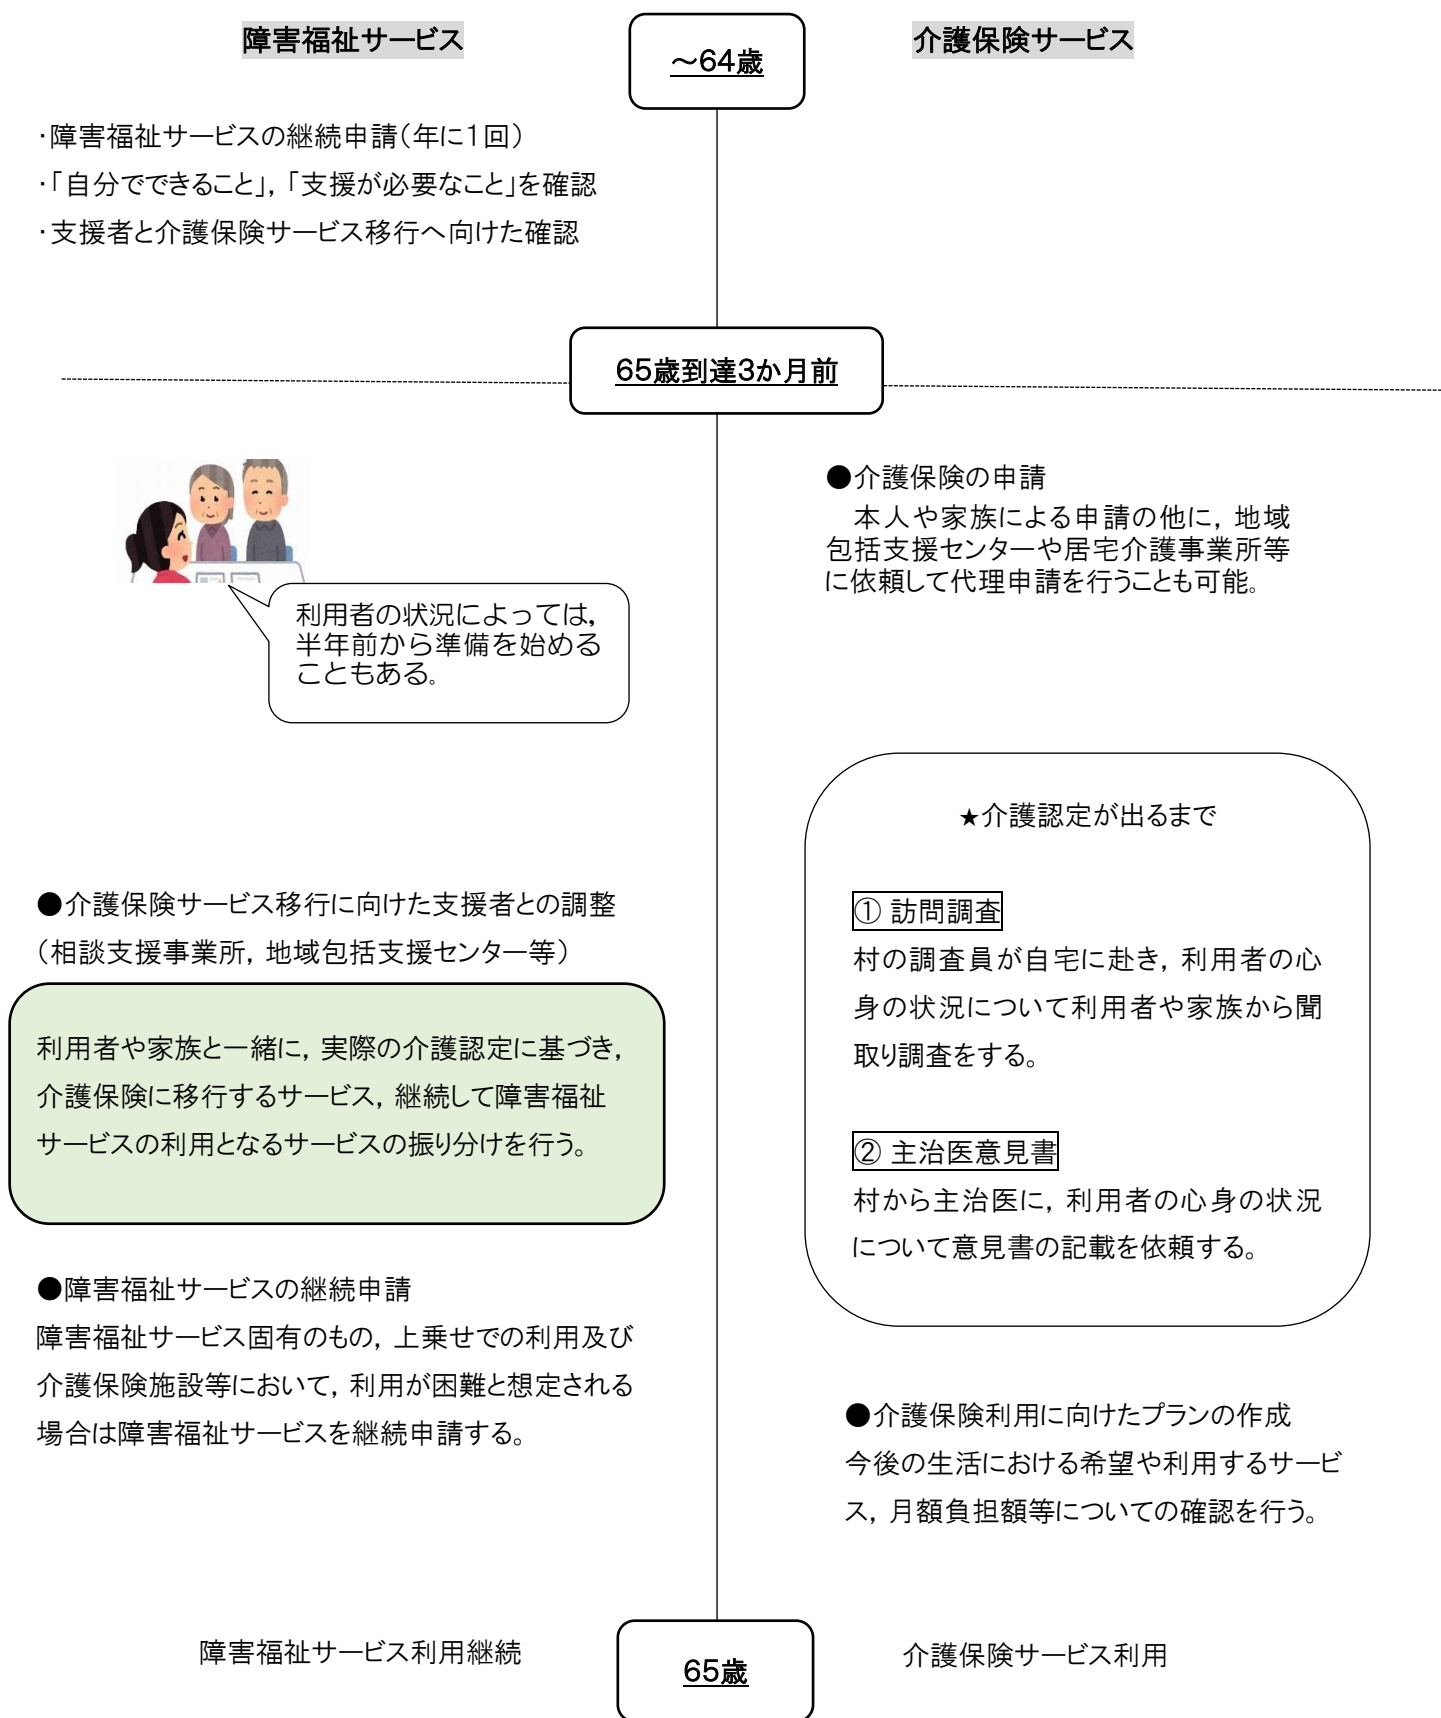 障害福祉サービス
～64歳
介護保険サービス
・障害福祉サービスの継続申請(年に1回)
・「自分でできること」，「支援が必要なこと」を確認
・支援者と介護保険サービス移行へ向けた確認
65歳到達3か月前
●介護保険の申請
本人や家族による申請の他に，地域
包括支援センターや居宅介護事業所等
に依頼して代理申請を行うことも可能。
利用者の状況によっては，
半年前から準備を始める
こともある。
★介護認定が出るまで
① 訪問調査
村の調査員が自宅に赴き，利用者の心
身の状況について利用者や家族から聞
取り調査をする。
② 主治医意見書
村から主治医に，利用者の心身の状況
について意見書の記載を依頼する。
●介護保険サービス移行に向けた支援者との調整
(相談支援事業所，地域包括支援センター等)
利用者や家族と一緒に，実際の介護認定に基づき，
介護保険に移行するサービス，継続して障害福祉
サービスの利用となるサービスの振り分けを行う。
●障害福祉サービスの継続申請
障害福祉サービス固有のもの，上乗せでの利用及び
介護保険施設等において，利用が困難と想定される
場合は障害福祉サービスを継続申請する。
●介護保険利用に向けたプランの作成
今後の生活における希望や利用するサービ
ス，月額負担額等についての確認を行う。
障害福祉サービス利用継続
65歳
介護保険サービス利用